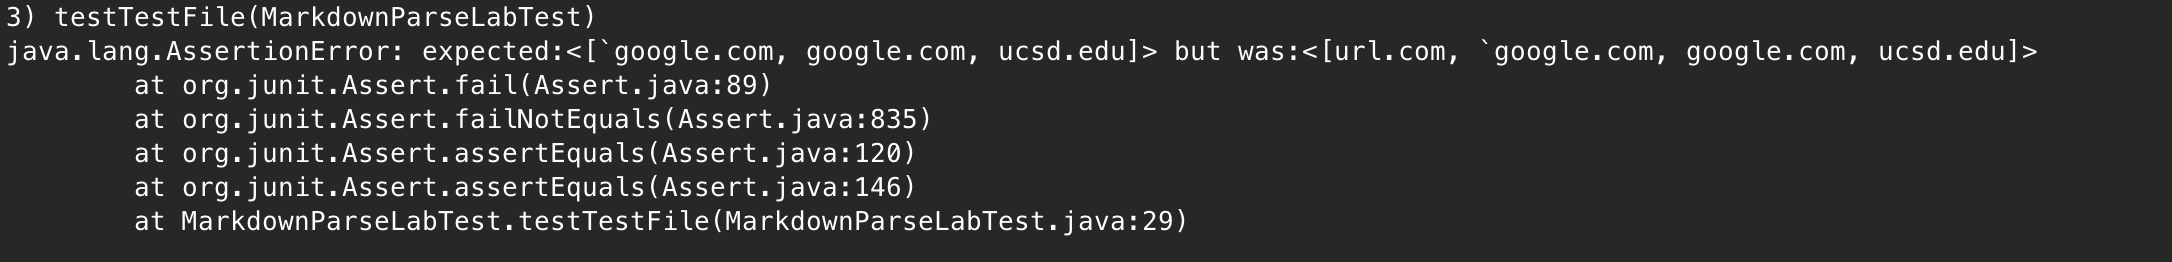 3) testTestFile(MarkdownParseLabTest)
java.lang.AssertionError: expected:<[`google.com, google.com, ucsd.edu]> but was:<[url.com, `google.com, google.com, ucsd.edu]>
        at org.junit.Assert.fail(Assert.java:89)
        at org.junit.Assert.failNotEquals(Assert.java:835)
        at org.junit.Assert.assertEquals(Assert.java:120)
        at org.junit.Assert.assertEquals(Assert.java:146)
        at MarkdownParseLabTest.testTestFile(MarkdownParseLabTest.java:29)